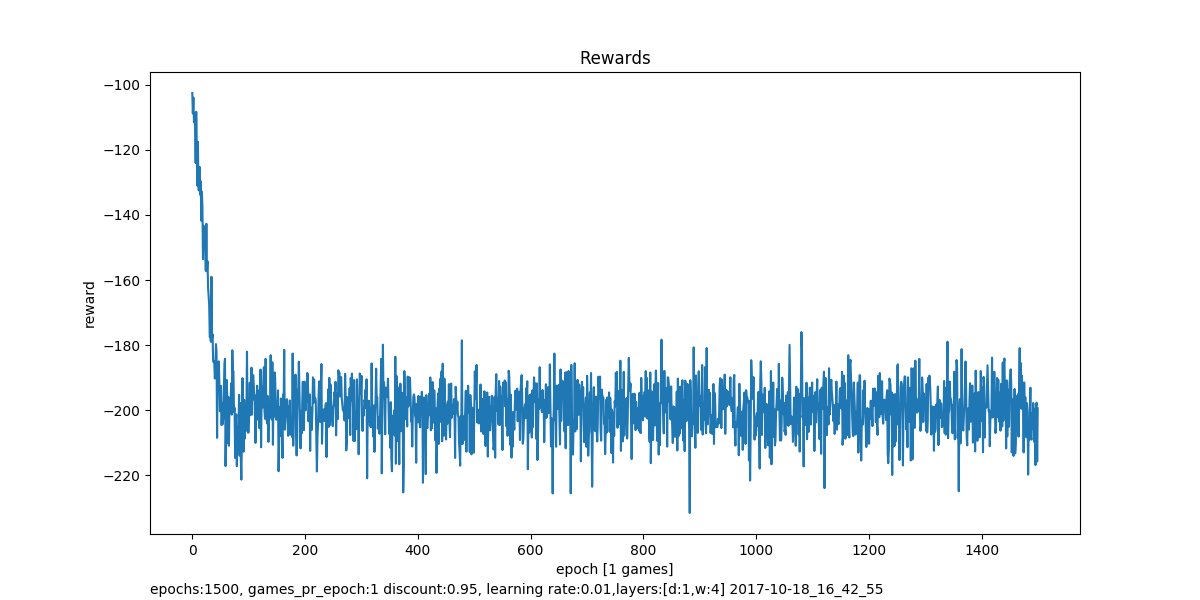 Rewards
−100
−120
−140
−160
−180
−200
−220
reward
0 200 400 600 800 1000 1200 1400
epoch [1 games]
epochs:1500, games_pr_epoch:1 discount:0.95, learning rate:0.01,layers:[d:1,w:4] 2017-10-18_16_42_55